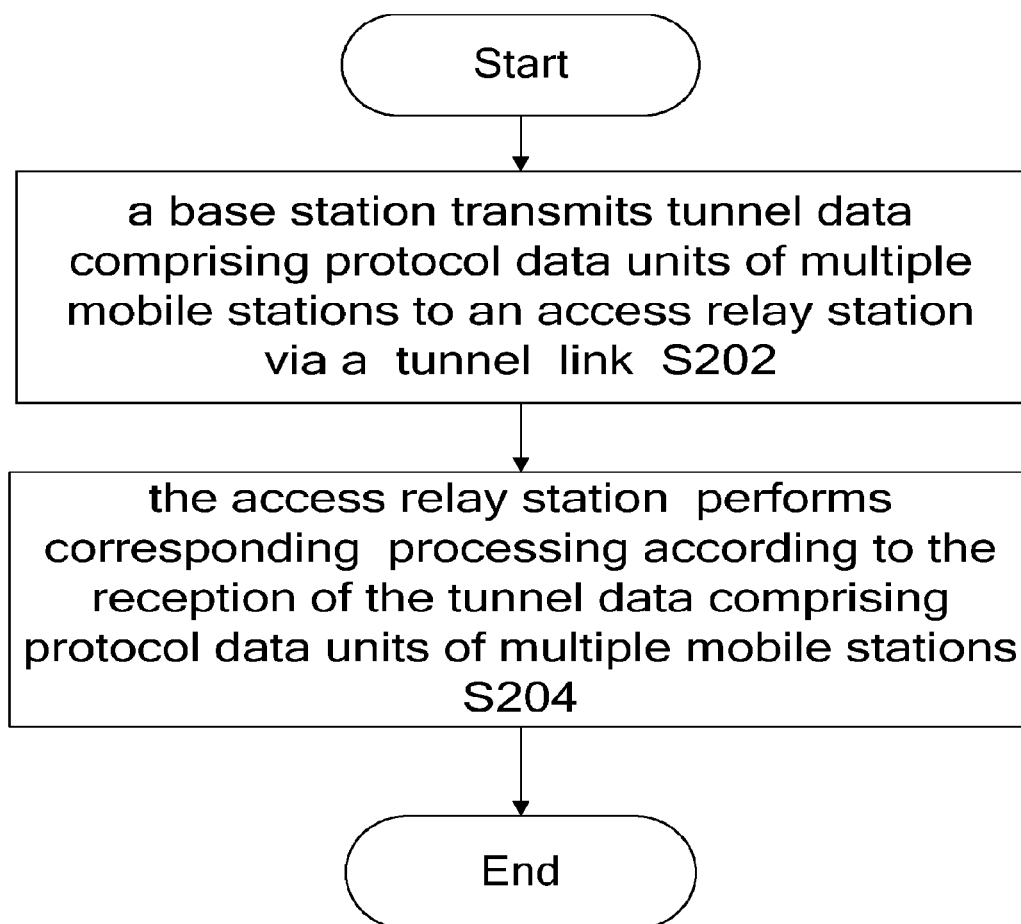 Start
a base station transmits tunnel data
comprising protocol data units of multiple
mobile stations to an access relay station
via a tunnel link S202
the access relay station performs
corresponding processing according to the
reception of the tunnel data comprising
protocol data units of multiple mobile stations
S204
End